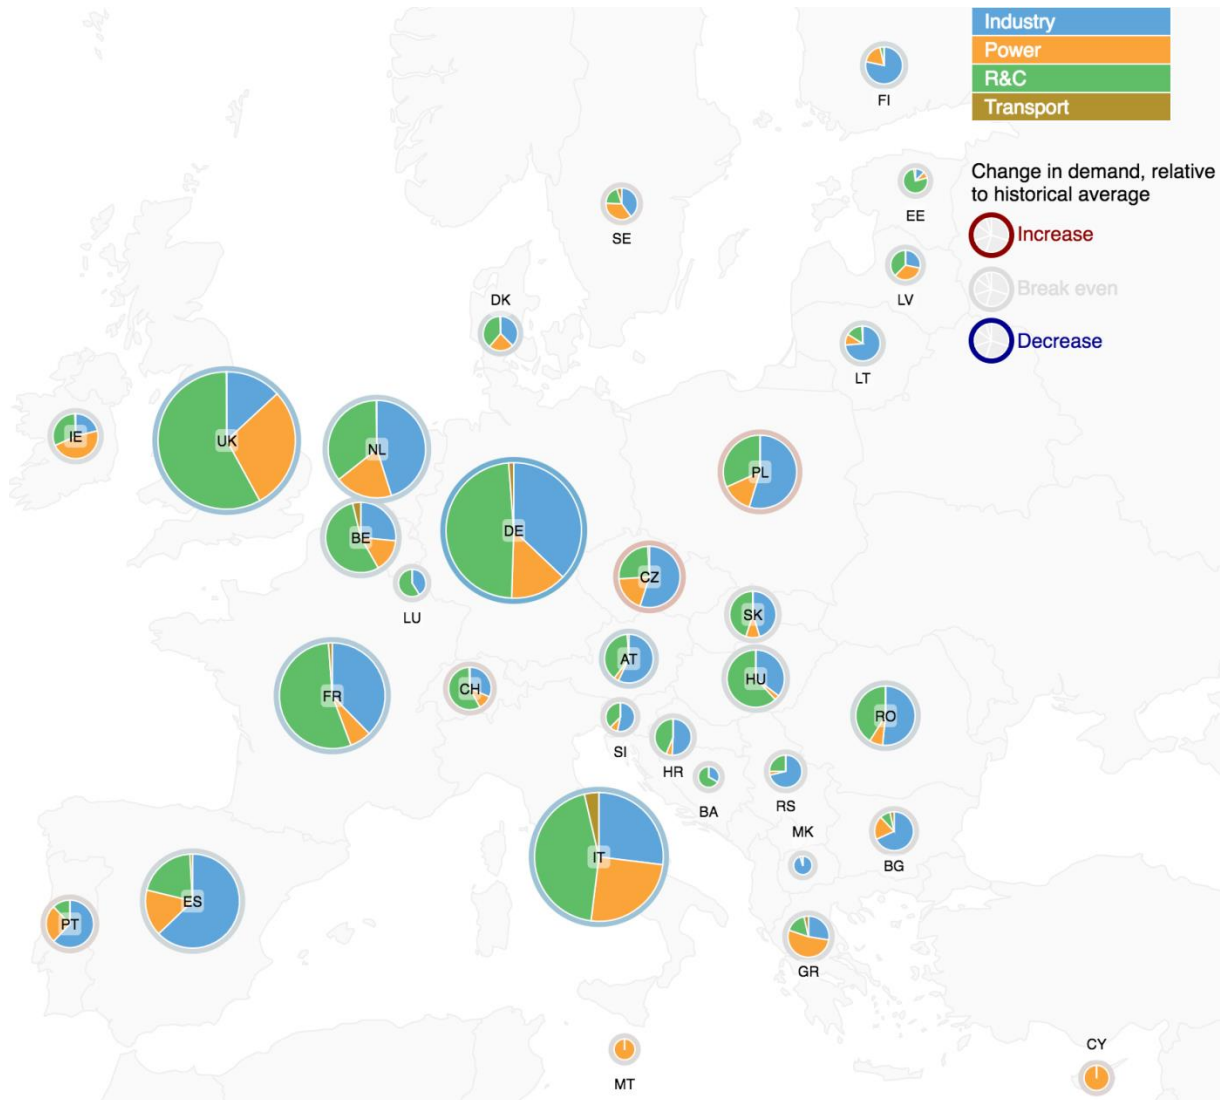 Industry
Power
R&C
Transport
Change in demand, relative
to historical average
Increase
Break even
Decrease
FI
EE
SE
LV
DK
LT
IE
UK
NL
PL
BE
DE
CZ
LU
SK
AT
HU
FR
CH
RO
SI
HR
BA
RS
MK
BG
IT
ES
PT
GR
CY
MT